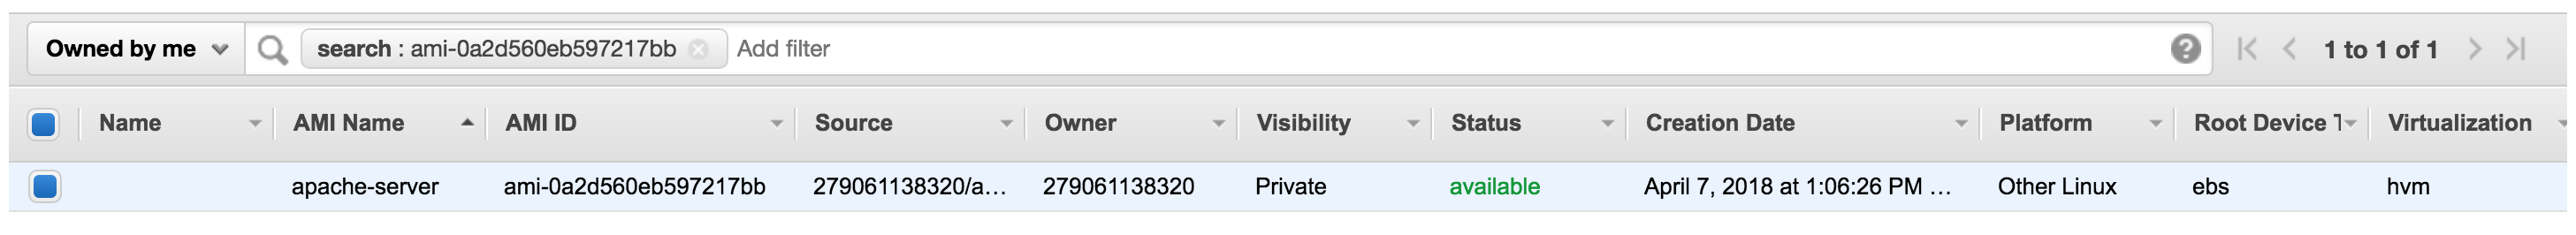 Owned by me search : ami-0a2d560eb597217bb Add filter 1 to 1 of 1
Name AMI Name AMI ID Source Owner Visibility Status Creation Date Platform Root Device T Virtualization
apache-server ami-0a2d560eb597217bb 279061138320/a... 279061138320 Private available April 7, 2018 at 1:06:26 PM ... Other Linux ebs hvm